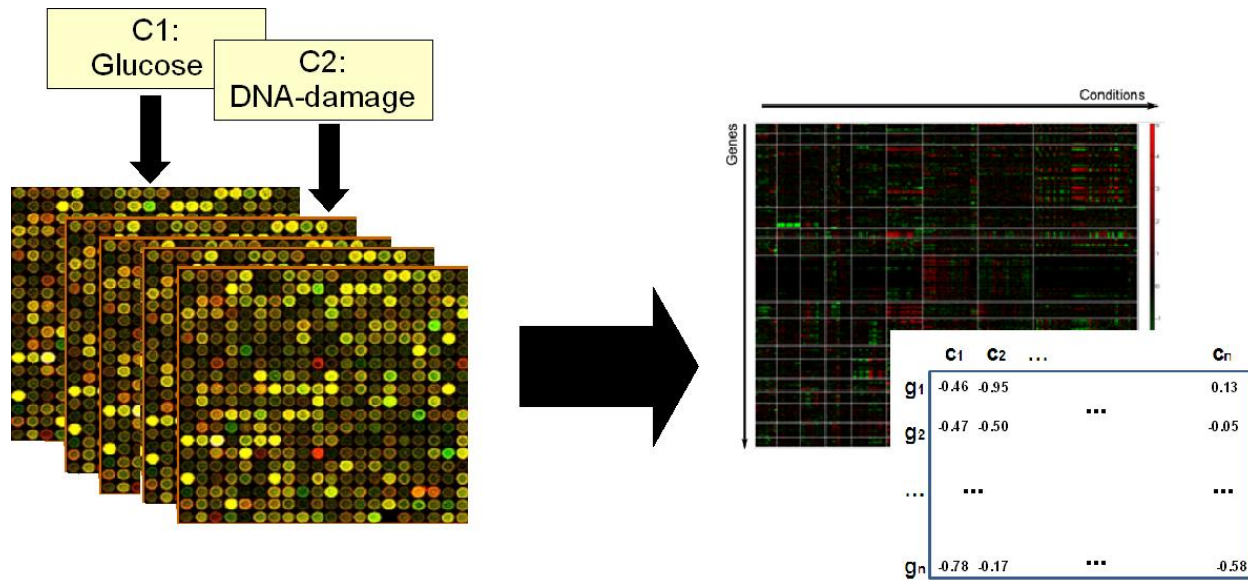 C1:
Glucose
C2:
DNA-damage
Conditions
Genes
c1 c2 ... cn
g1 -0.46 -0.95 0.13
...
g2 -0.47 -0.50 -0.05
... ... ...
gn -0.78 -0.17 ... -0.58